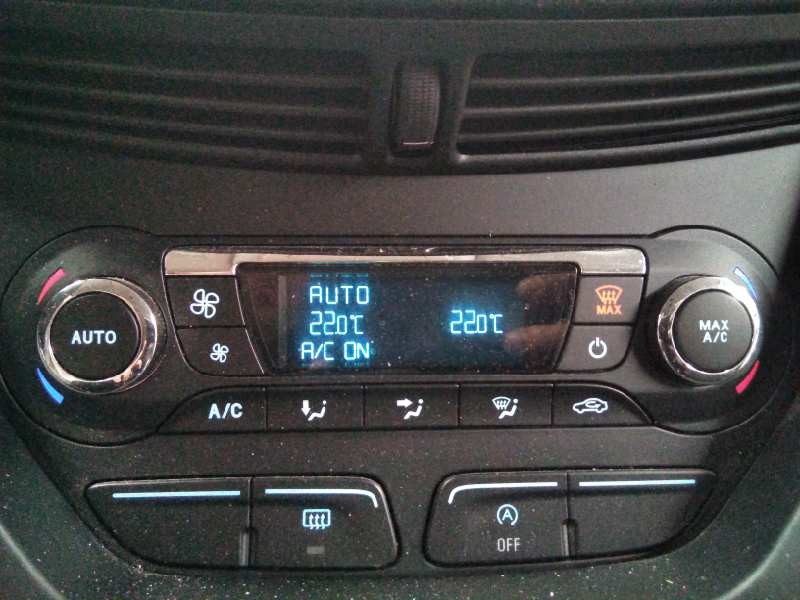 AUTO
AUTO
22.0°C
22.0°C
A/C ON
MAX
MAX
A/C
A/C
A
OFF